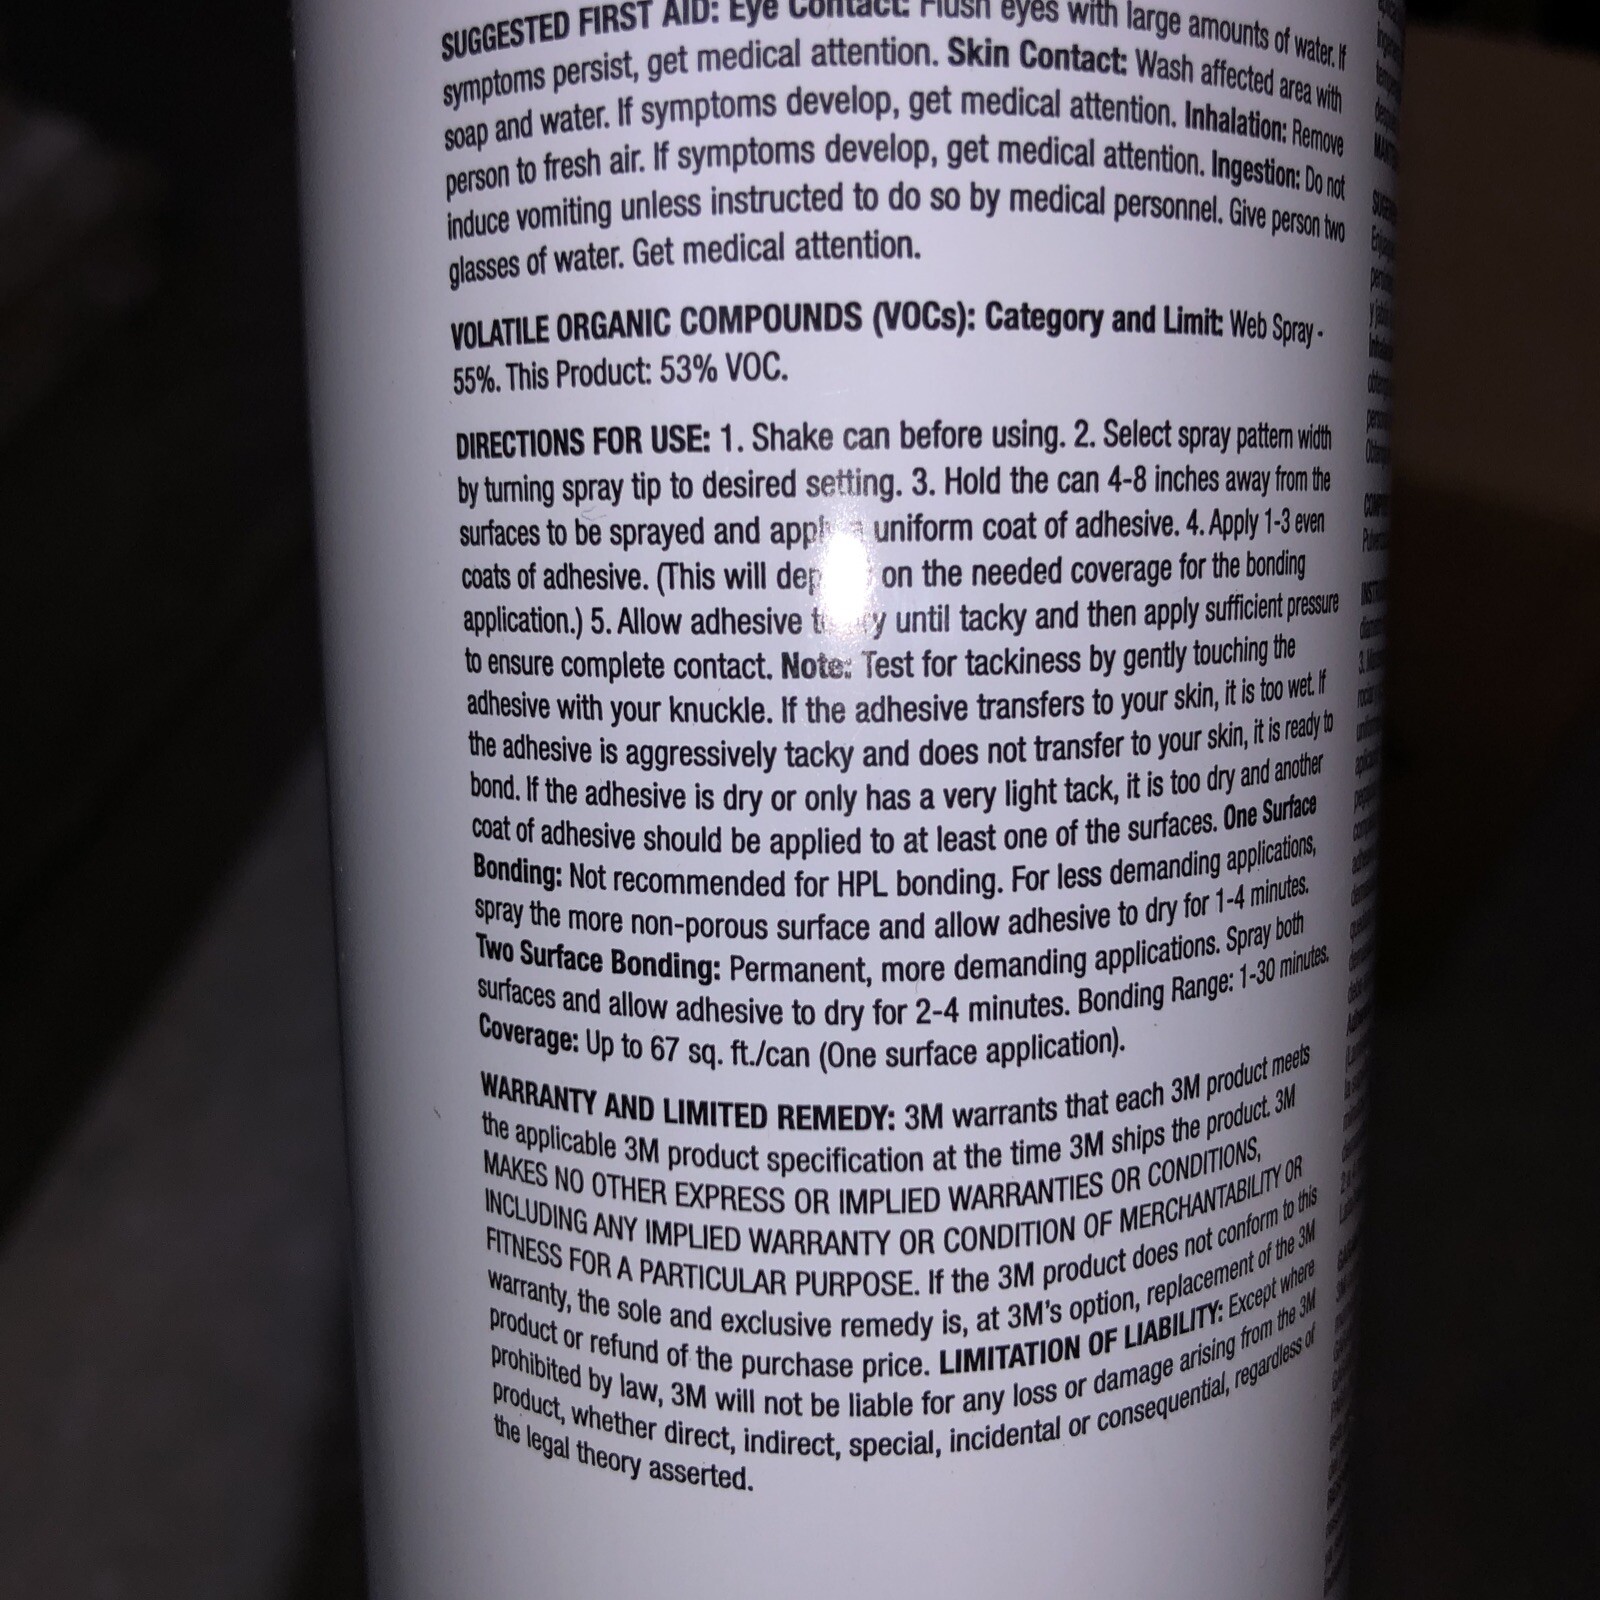 SUGGESTED FIRST AID: Eye Contact: Flush eyes with large amounts of water. If
symptoms persist, get medical attention. Skin Contact: Wash affected area with
soap and water. If symptoms develop, get medical attention. Inhalation: Remove
person to fresh air. If symptoms develop, get medical attention. Ingestion: Do not
induce vomiting unless instructed to do so by medical personnel. Give person two
glasses of water. Get medical attention.
VOLATILE ORGANIC COMPOUNDS (VOCs): Category and Limit: Web Spray -
55%. This Product: 53% VOC.
DIRECTIONS FOR USE: 1. Shake can before using. 2. Select spray pattern width
by turning spray tip to desired setting. 3. Hold the can 4-8 inches away from the
surfaces to be sprayed and uniform coat of adhesive. 4. Apply 1-3 even
coats of adhesive. (This will on the needed coverage for the bonding
application.) 5. Allow adhesive until tacky and then apply sufficient pressure
to ensure complete contact. Note: Test for tackiness by gently touching the
adhesive with your knuckle. If the adhesive transfers to your skin, it is too wet. If
the adhesive is aggressively tacky and does not transfer to your skin, it is ready to
bond. If the adhesive is dry or only has a very light tack, it is too dry and another
coat of adhesive should be applied to at least one of the surfaces. One Surface
Bonding: Not recommended for HPL bonding. For less demanding applications,
spray the more non-porous surface and allow adhesive to dry for 1-4 minutes.
Two Surface Bonding: Permanent, more demanding applications. Spray both
surfaces and allow adhesive to dry for 2-4 minutes. Bonding Range: 1-30 minutes.
Coverage: Up to 67 sq. ft./can (One surface application).
WARRANTY AND LIMITED REMEDY: 3M warrants that each 3M product meets
the applicable 3M product specification at the time 3M ships the product. 3M
MAKES NO OTHER EXPRESS OR IMPLIED WARRANTIES OR CONDITIONS,
INCLUDING ANY IMPLIED WARRANTY OR CONDITION OF MERCHANTABILITY OR
FITNESS FOR A PARTICULAR PURPOSE. If the 3M product does not conform to this
warranty, the sole and exclusive remedy is, at 3M's option, replacement of the 3M
product or refund of the purchase price. LIMITATION OF LIABILITY: Except where
prohibited by law, 3M will not be liable for any loss or damage arising from the 3M
product, whether direct, indirect, special, incidental or consequential, regardless of
the legal theory asserted.